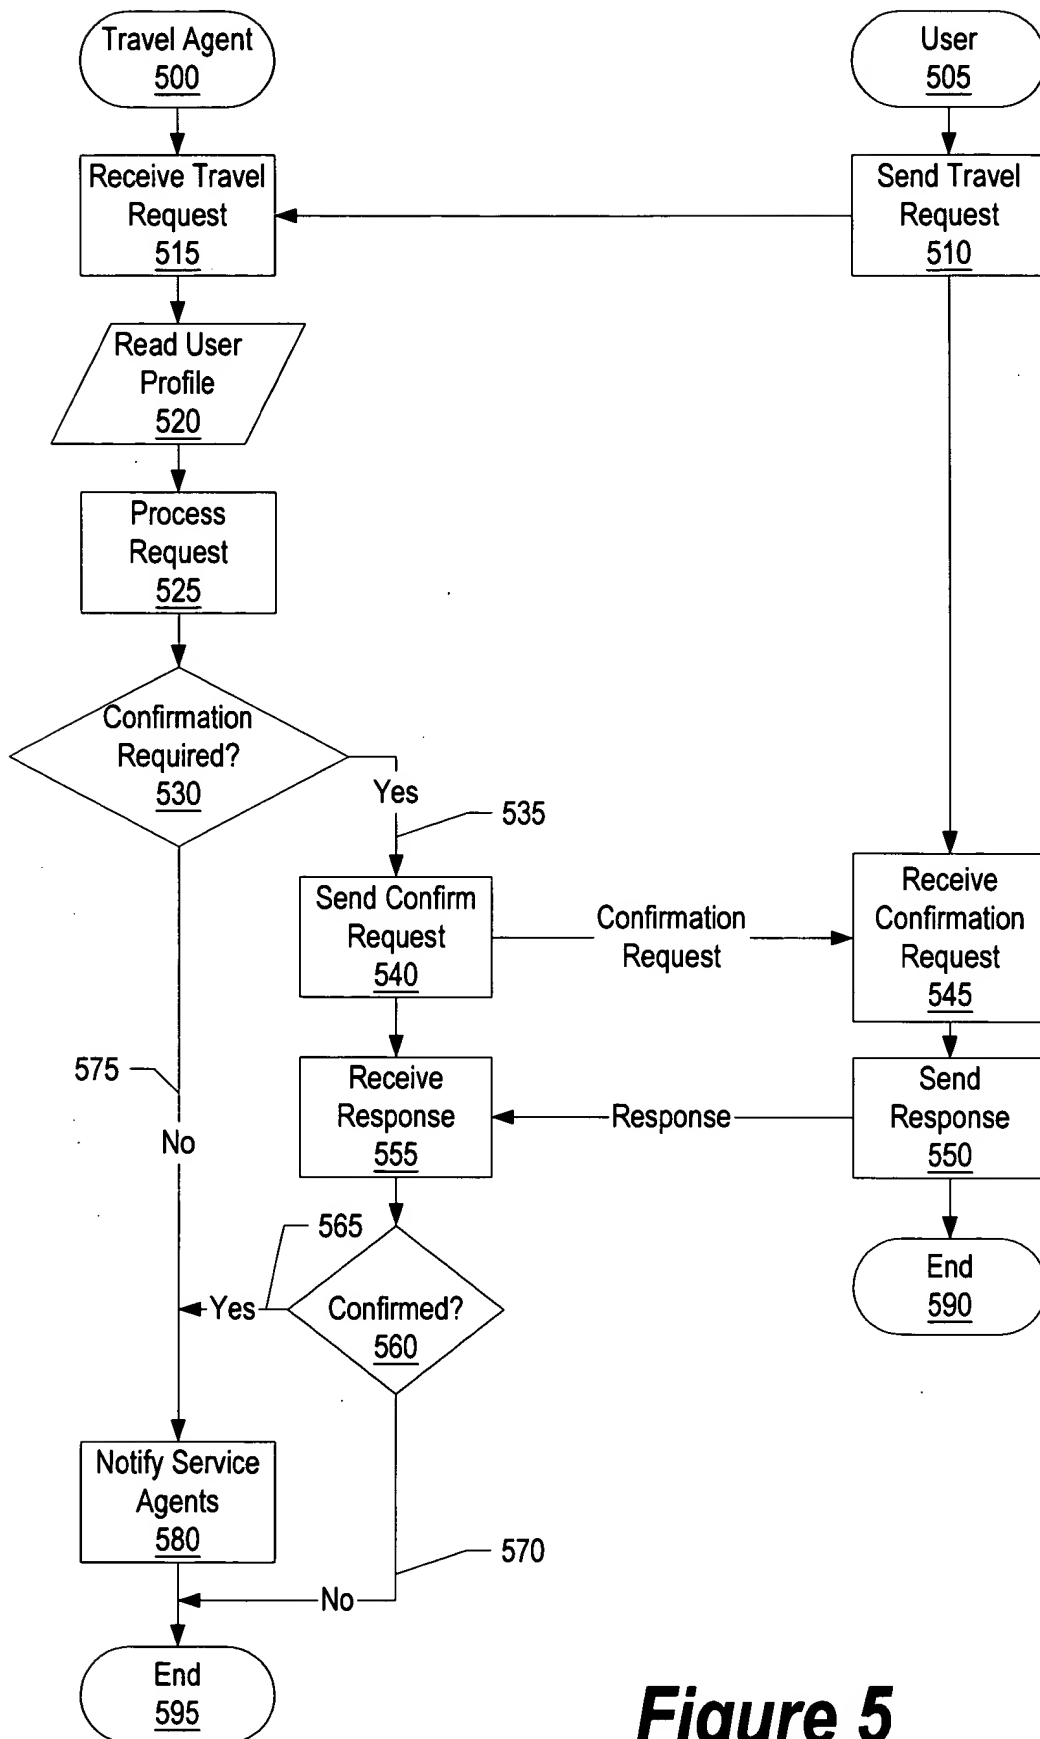 Travel Agent
500
User
505
Receive Travel
Request
515
Send Travel
Request
510
Read User
Profile
520
Process
Request
525
Confirmation
Required?
530
Yes
535
Send Confirm
Request
540
Confirmation
Request
Receive
Confirmation
Request
545
575
No
Receive
Response
555
Response
Send
Response
550
565
Yes
Confirmed?
560
End
590
Notify Service
Agents
580
570
No
End
595
Figure 5